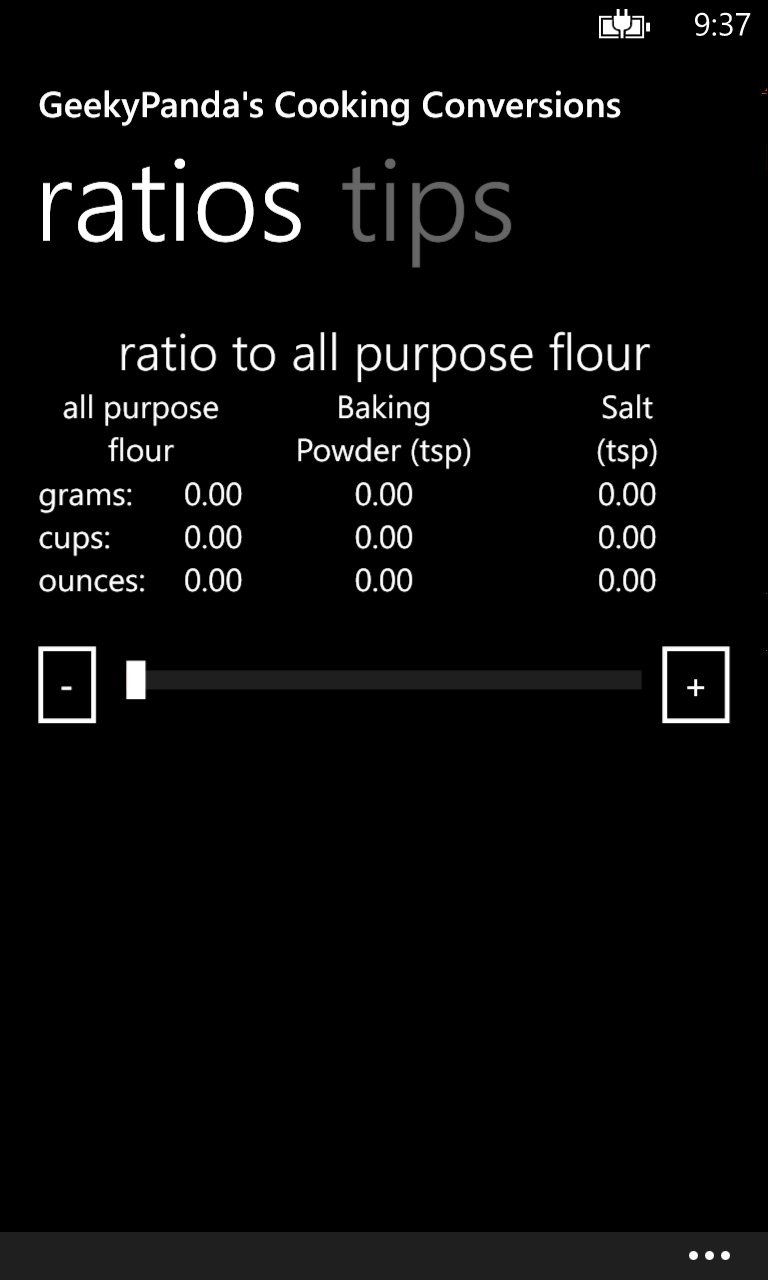 9:37
GeekyPanda's Cooking Conversions
ratios tips
ratio to all purpose flour
all purpose Baking Salt
flour Powder (tsp) (tsp)
grams: 0.00 0.00 0.00
cups: 0.00 0.00 0.00
ounces: 0.00 0.00 0.00
- +